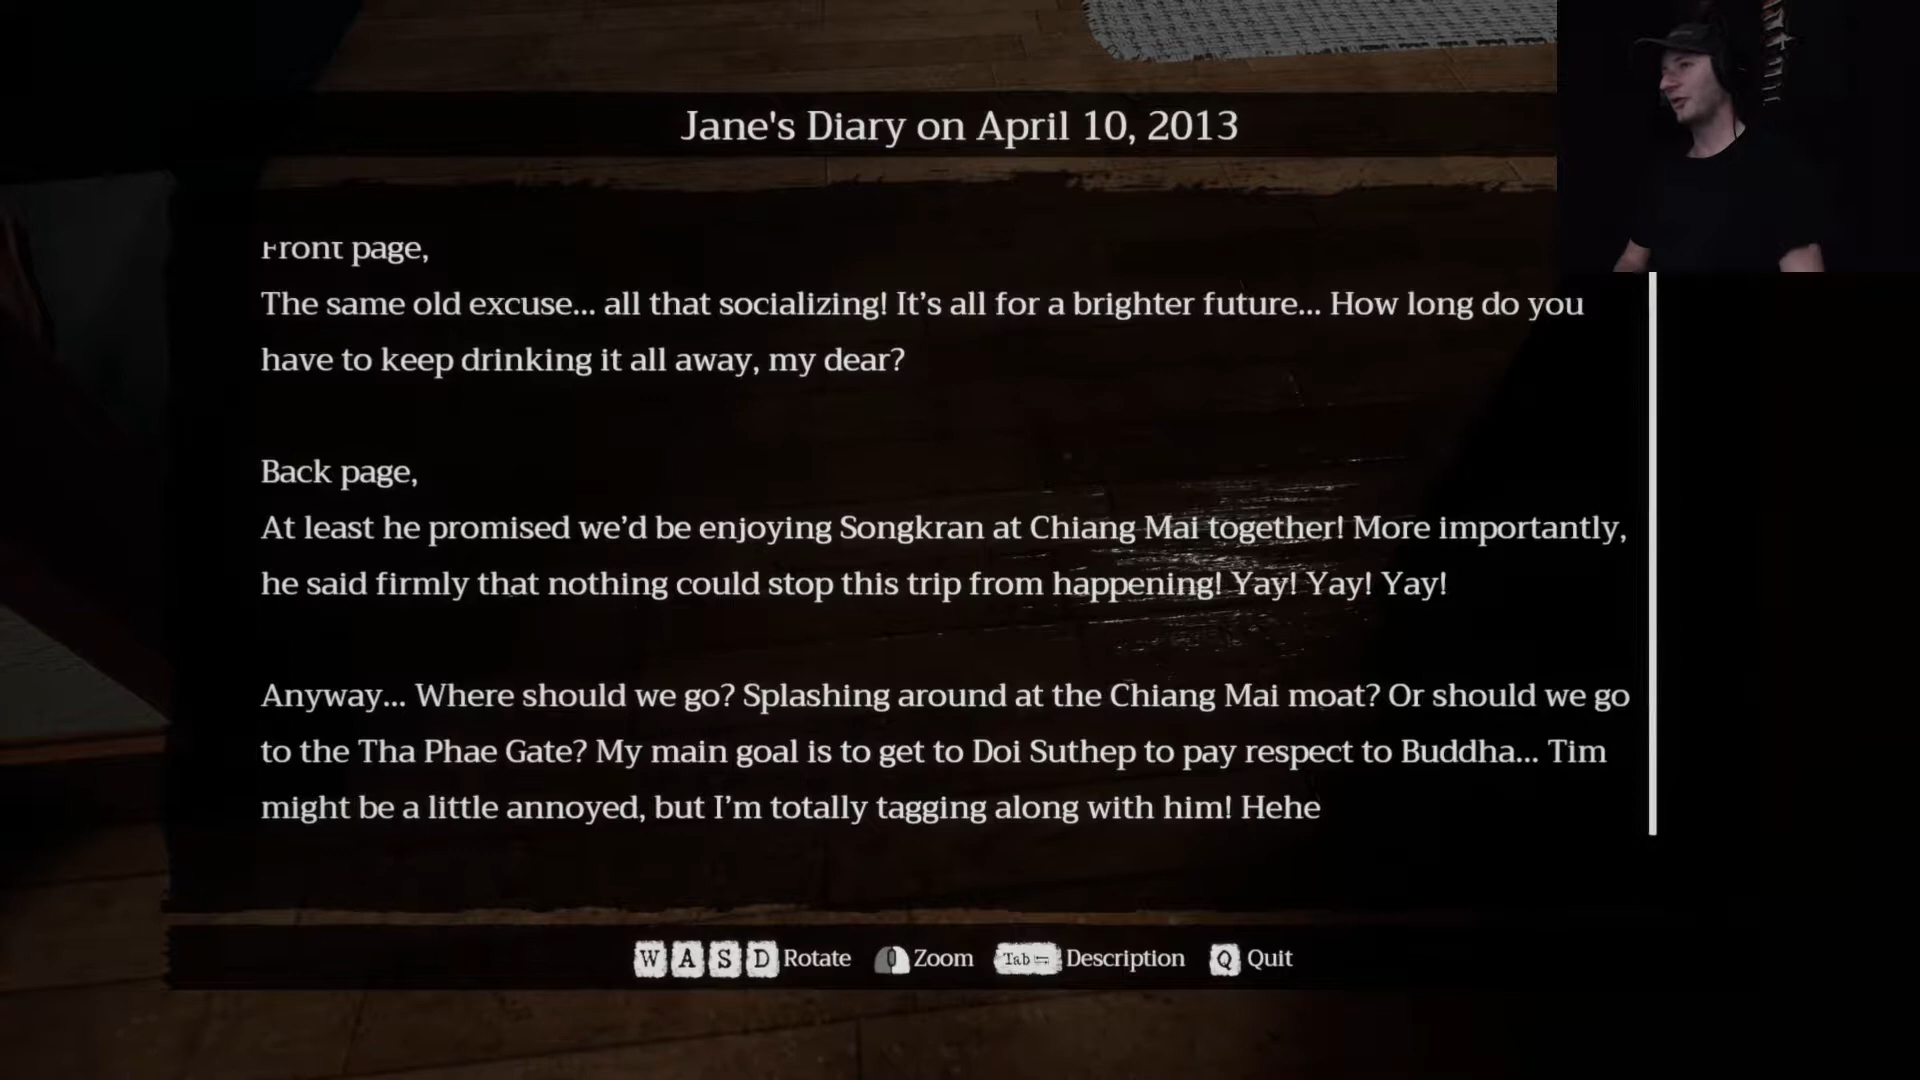 Jane's Diary on April 10, 2013
Front page,
The same old excuse... all that socializing! It's all for a brighter future... How long do you
have to keep drinking it all away, my dear?
Back page,
At least he promised we'd be enjoying Songkran at Chiang Mai together! More importantly,
he said firmly that nothing could stop this trip from happening! Yay! Yay! Yay!
Anyway... Where should we go? Splashing around at the Chiang Mai moat? Or should we go
to the Tha Phae Gate? My main goal is to get to Doi Suthep to pay respect to Buddha... Tim
might be a little annoyed, but I'm totally tagging along with him! Hehe
W A S D Rotate Zoom Tab Description Q Quit